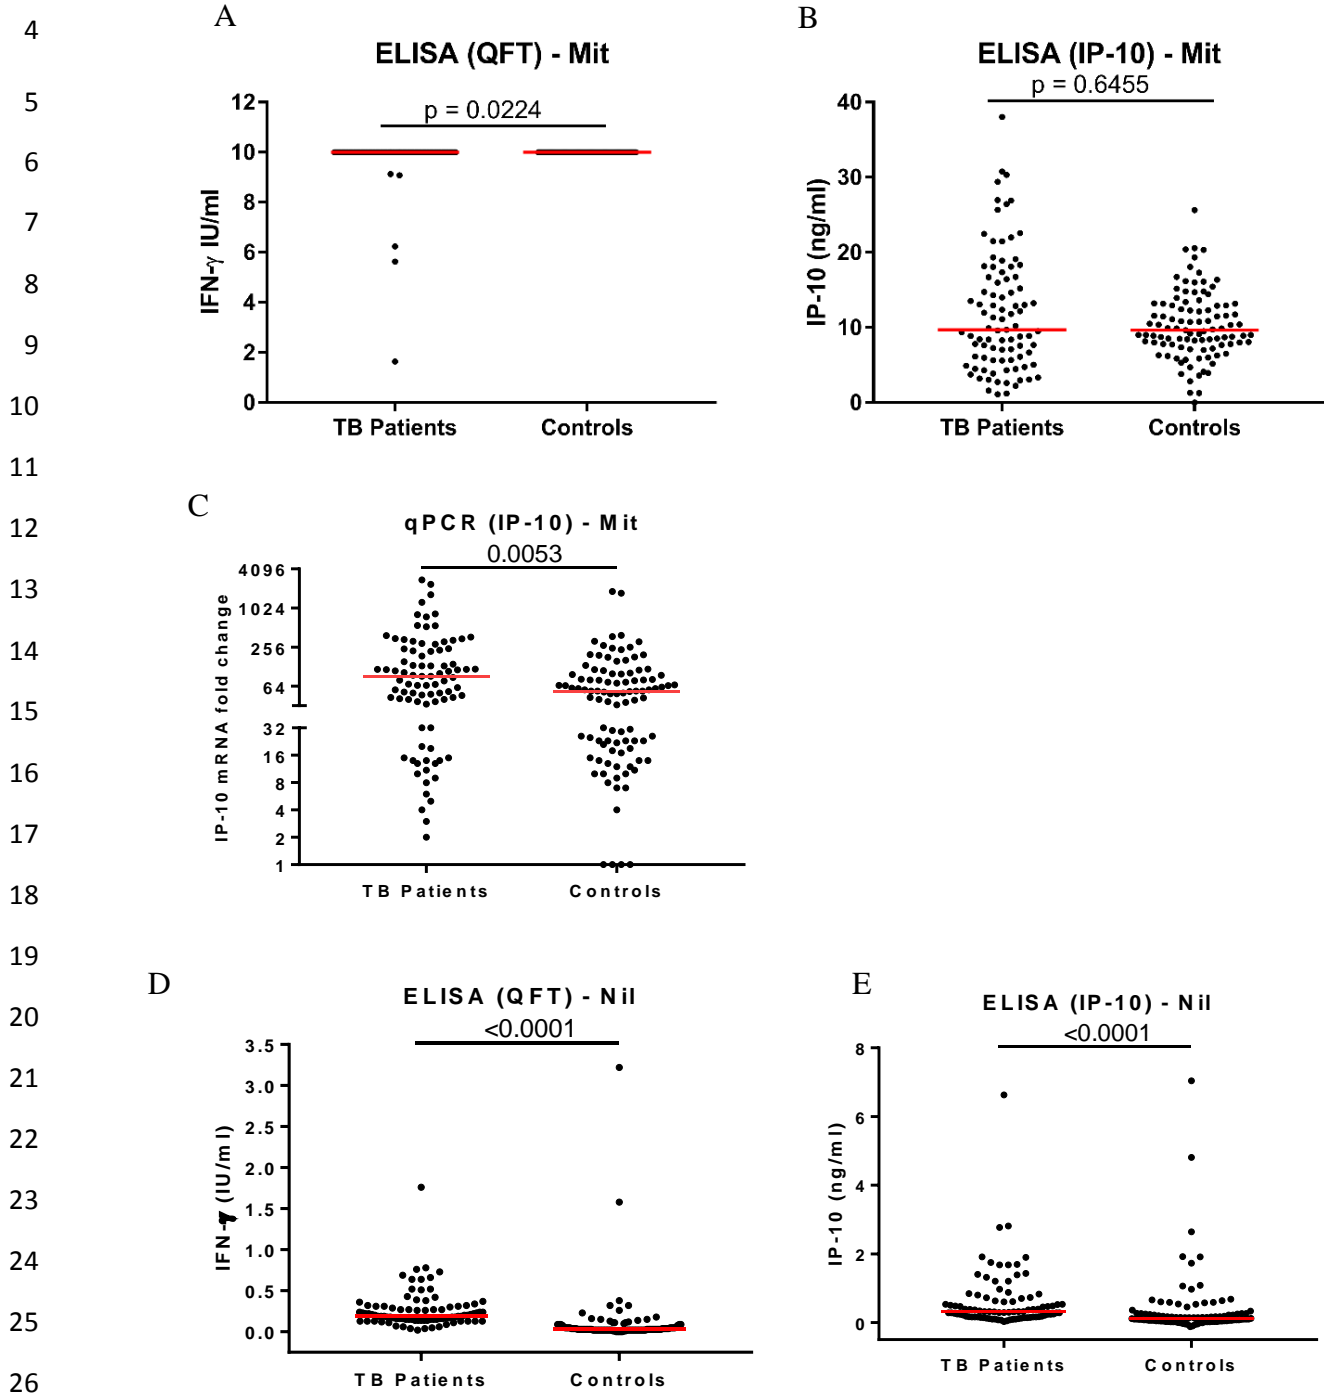 4
5
6
7
8
9
10
11
12
13
14
15
16
17
18
19
20
21
22
23
24
25
26
A
ELISA (QFT) - Mit
p = 0.0224
IFN-γ IU/ml
12
10
8
6
4
2
0
TB Patients Controls
B
ELISA (IP-10) - Mit
p = 0.6455
IP-10 (ng/ml)
40
30
20
10
0
TB Patients Controls
C
qPCR (IP-10) - Mit
0.0053
IP-10 mRNA fold change
4096
1024
256
64
32
16
8
4
2
1
TB Patients Controls
D
ELISA (QFT) - Nil
<0.0001
IFN-γ (IU/ml)
3.5
3.0
2.5
2.0
1.5
1.0
0.5
0.0
TB Patients Controls
E
ELISA (IP-10) - Nil
<0.0001
IP-10 (ng/ml)
8
6
4
2
0
TB Patients Controls